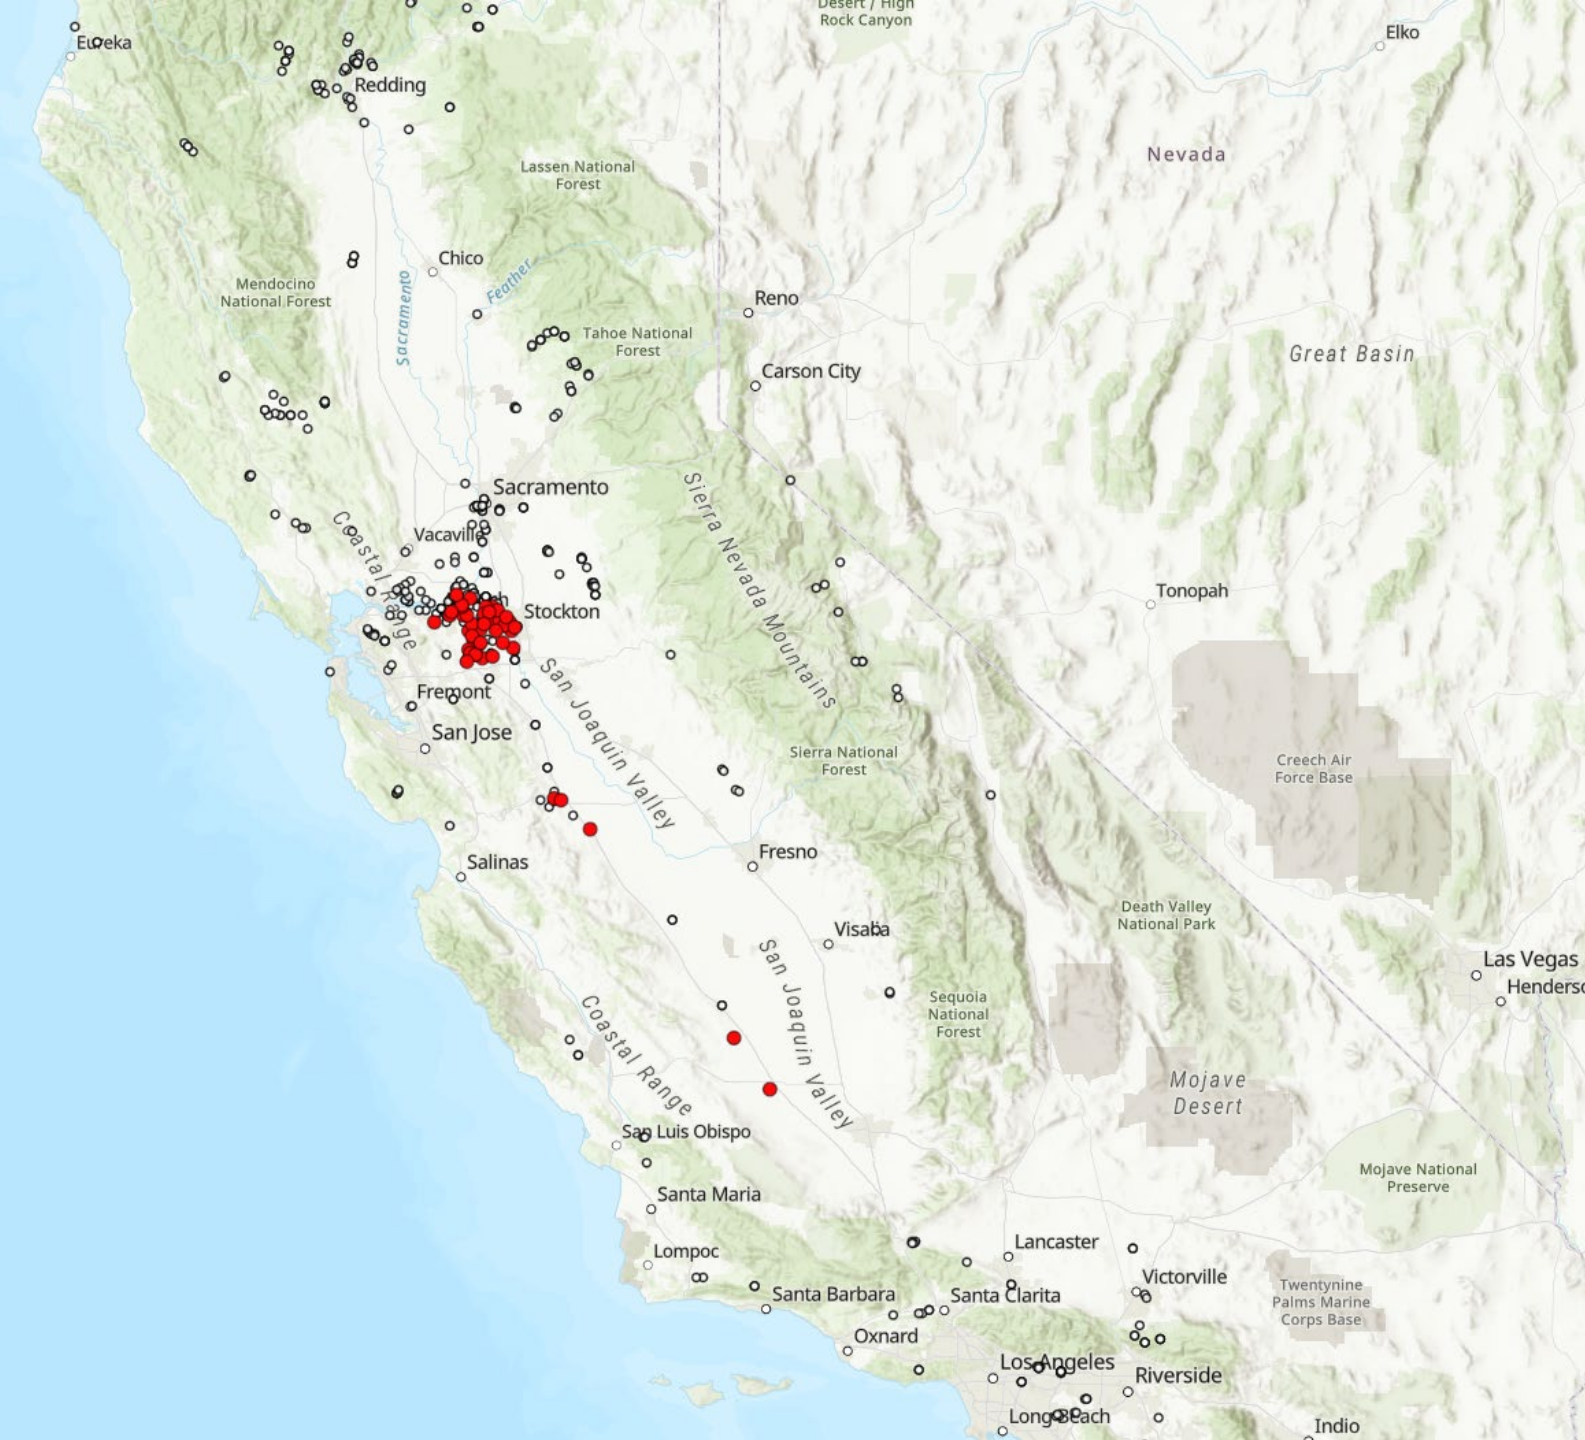 Desert / High
Rock Canyon
Elko
Eureka
Redding
Nevada
Lassen National
Forest
Chico
Feather
Mendocino
National Forest
Sacramento
Reno
Tahoe National
Forest
Great Basin
Carson City
Sacramento
Coastal Range
Vacaville
Sierra Nevada Mountains
Tonopah
Stockton
San Joaquin Valley
Fremont
San Jose
Sierra National
Forest
Creech Air
Force Base
Fresno
Salinas
Death Valley
National Park
Visalia
San Joaquin Valley
Las Vegas
Henderso
Sequoia
National
Forest
Coastal Range
Mojave
Desert
San Luis Obispo
Mojave National
Preserve
Santa Maria
Lancaster
Lompoc
Victorville
Santa Barbara
Santa Clarita
Twentynine
Palms Marine
Corps Base
Oxnard
Los Angeles
Riverside
Long Beach
Indio